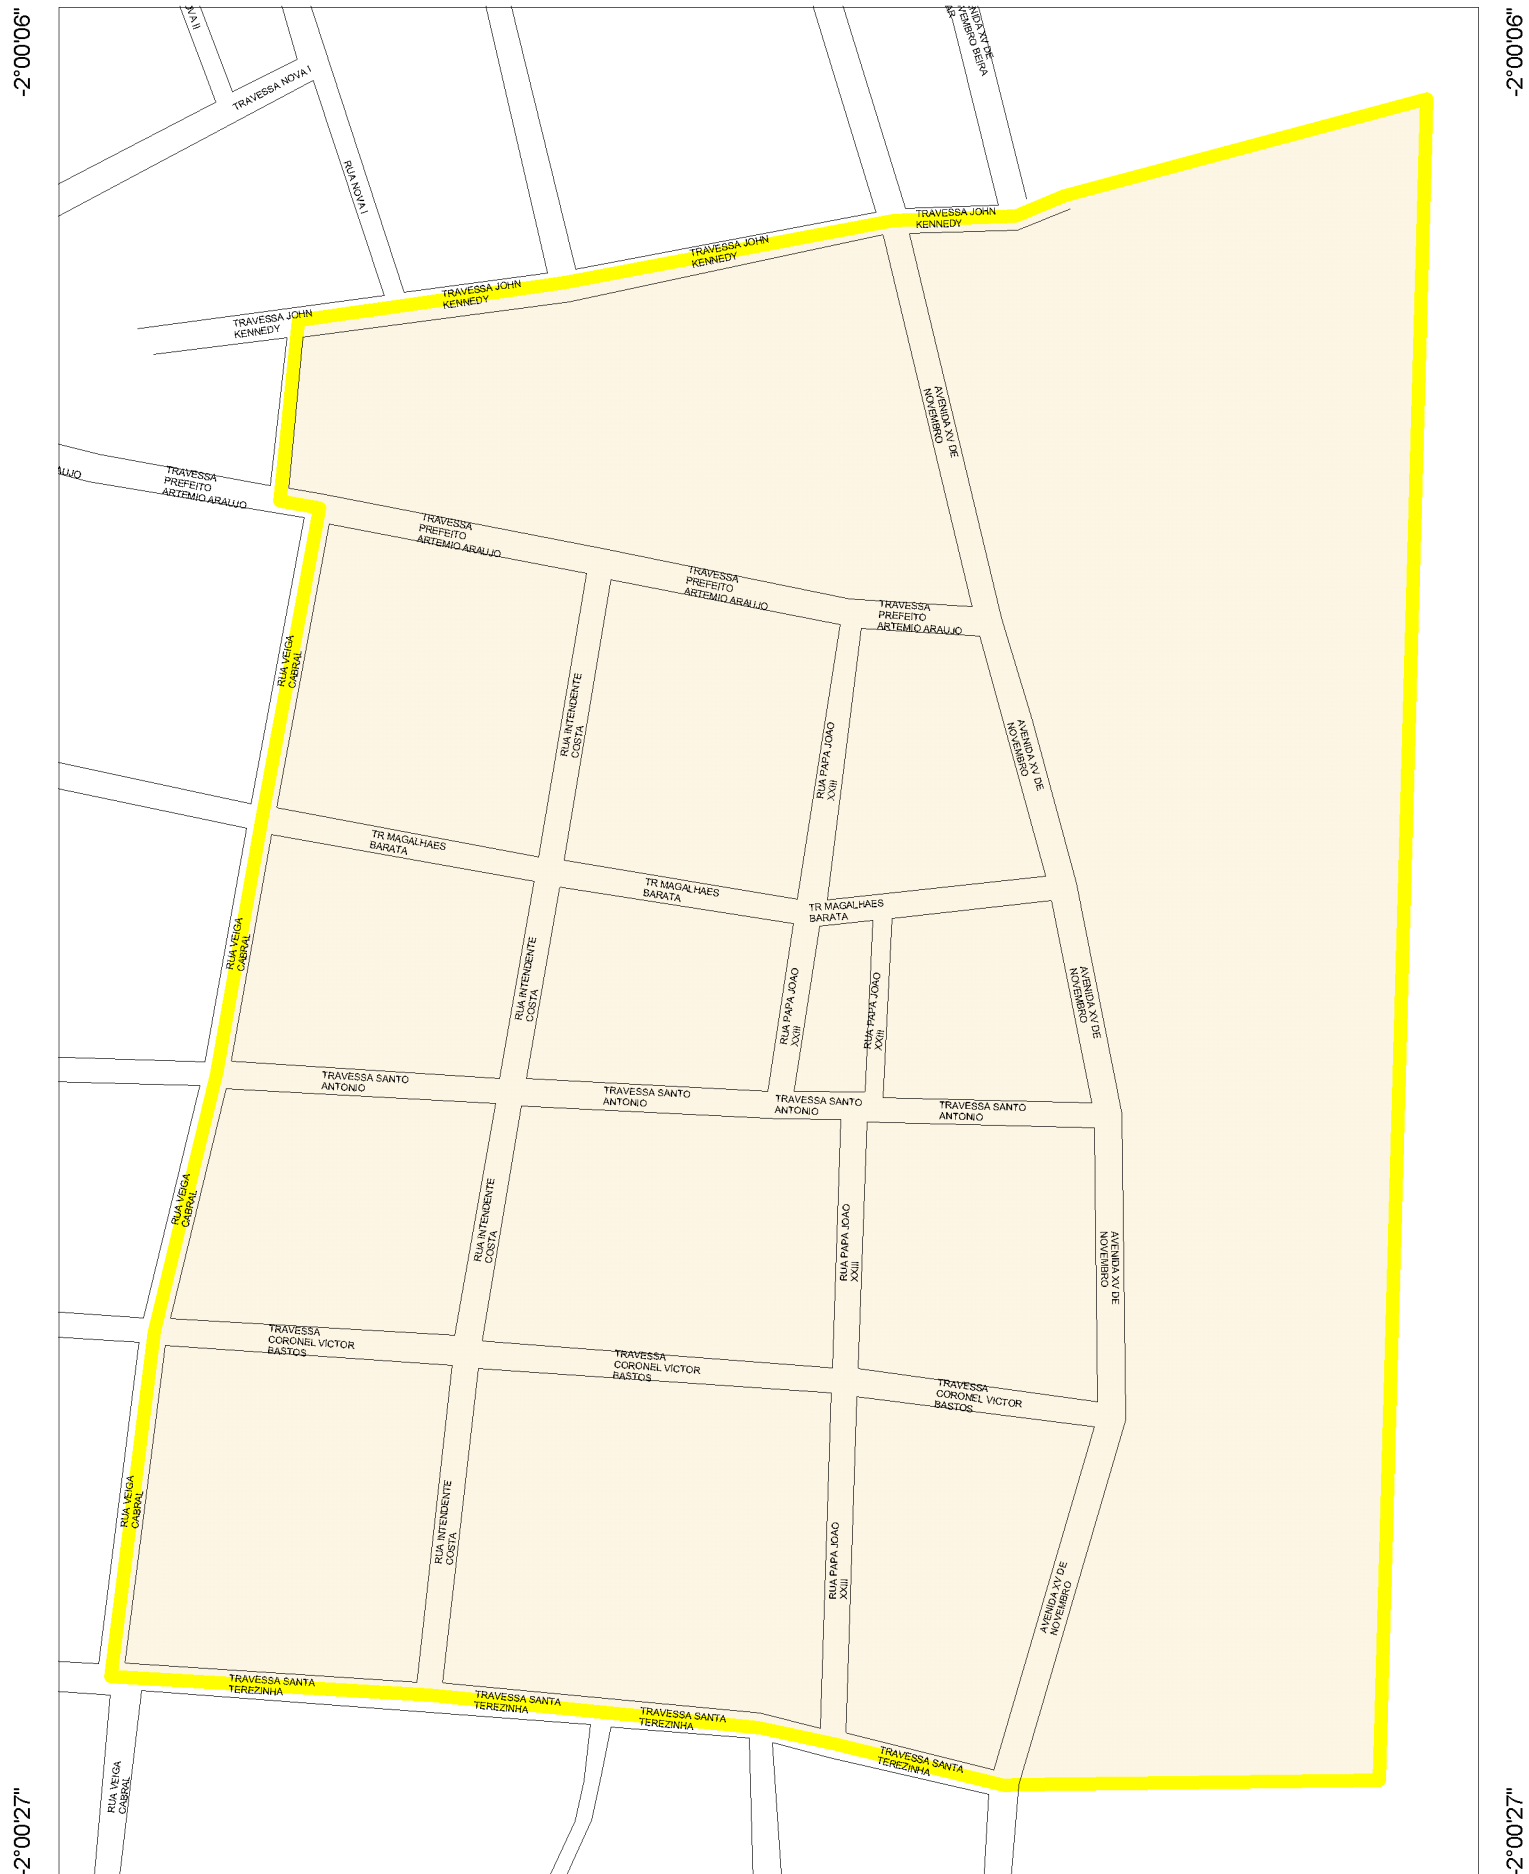 -2°00'06"
-2°00'06"
NIDA XV DE
VEMBRO BEIRA
TRAVESSA NOVA I
RUA NOVA I
TRAVESSA JOHN
KENNEDY
TRAVESSA JOHN
KENNEDY
TRAVESSA JOHN
KENNEDY
TRAVESSA JOHN
KENNEDY
AVENIDA XV DE
NOVEMBRO
AUJO
TRAVESSA
PREFEITO
ARTEMIO ARAUJO
TRAVESSA
PREFEITO
ARTEMIO ARAUJO
TRAVESSA
PREFEITO
ARTEMIO ARAUJO
TRAVESSA
PREFEITO
ARTEMIO ARAUJO
RUA VEIGA
CABRAL
RUA INTENDENTE
COSTA
RUA PAPA JOAO
XXIII
AVENIDA XV DE
NOVEMBRO
TR MAGALHAES
BARATA
TR MAGALHAES
BARATA
TR MAGALHAES
BARATA
RUA VEIGA
CABRAL
RUA INTENDENTE
COSTA
RUA PAPA JOAO
XXIII
RUA PAPA JOAO
XXIII
AVENIDA XV DE
NOVEMBRO
TRAVESSA SANTO
ANTONIO
TRAVESSA SANTO
ANTONIO
TRAVESSA SANTO
ANTONIO
TRAVESSA SANTO
ANTONIO
RUA VEIGA
CABRAL
RUA INTENDENTE
COSTA
RUA PAPA JOAO
XXIII
AVENIDA XV DE
NOVEMBRO
TRAVESSA
CORONEL VICTOR
BASTOS
TRAVESSA
CORONEL VICTOR
BASTOS
TRAVESSA
CORONEL VICTOR
BASTOS
RUA VEIGA
CABRAL
RUA INTENDENTE
COSTA
RUA PAPA JOAO
XXIII
AVENIDA XV DE
NOVEMBRO
TRAVESSA SANTA
TEREZINHA
TRAVESSA SANTA
TEREZINHA
TRAVESSA SANTA
TEREZINHA
TRAVESSA SANTA
TEREZINHA
RUA VEIGA
CABRAL
-2°00'27"
-2°00'27"